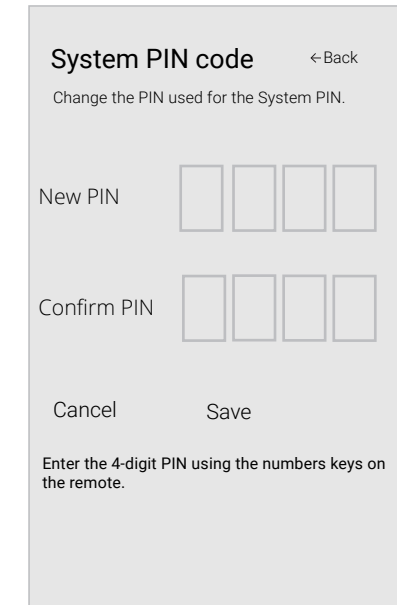 System PIN code ←Back
Change the PIN used for the System PIN.
New PIN
Confirm PIN
Cancel Save
Enter the 4-digit PIN using the numbers keys on
the remote.